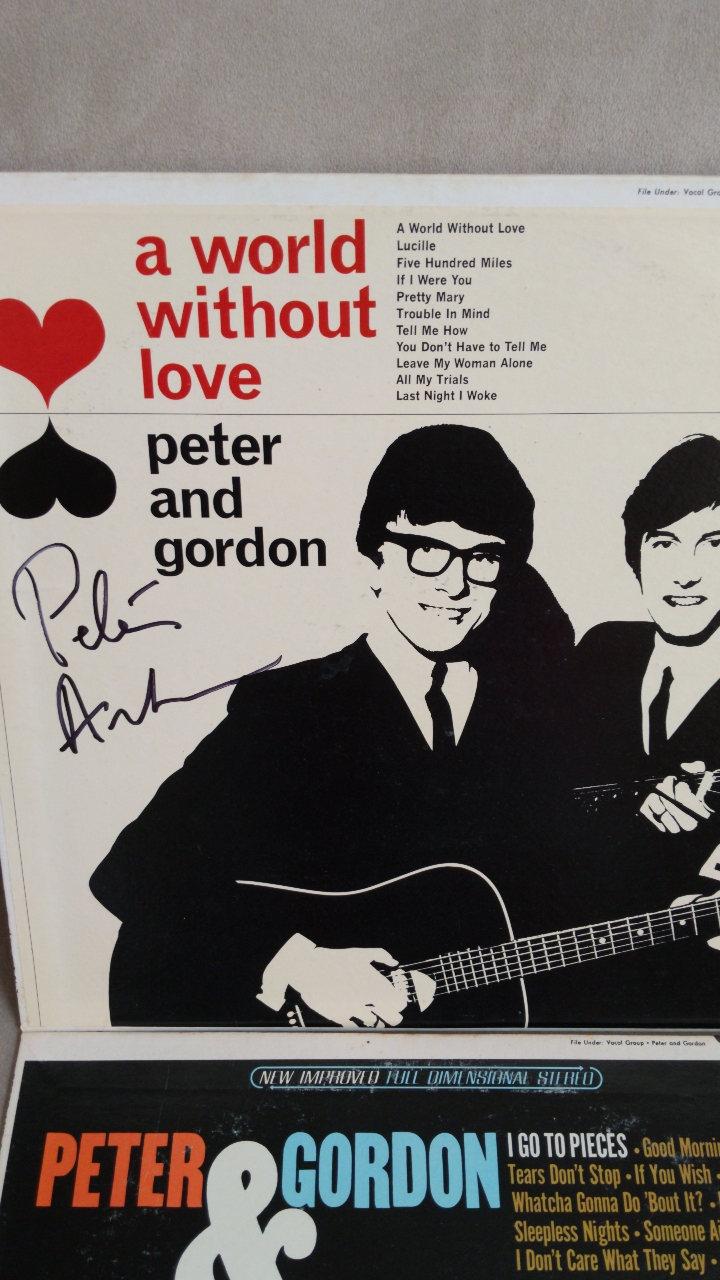 File Under: Vocal
a world
without
love
A World Without Love
Lucille
Five Hundred Miles
If I Were You
Pretty Mary
Trouble In Mind
Tell Me How
You Don't Have to Tell Me
Leave My Woman Alone
All My Trials
Last Night I Woke
peter
and
gordon
Peter
File Under: Vocal Group • Peter and Gordon
NEW IMPROVED FULL DIMENSIONAL STEREO
PETER & GORDON
I GO TO PIECES • Good
Tears Don't Stop • If You Wish •
Whatcha Gonna Do 'Bout It? •
Sleepless Nights • Someone
I Don't Care What They Say •